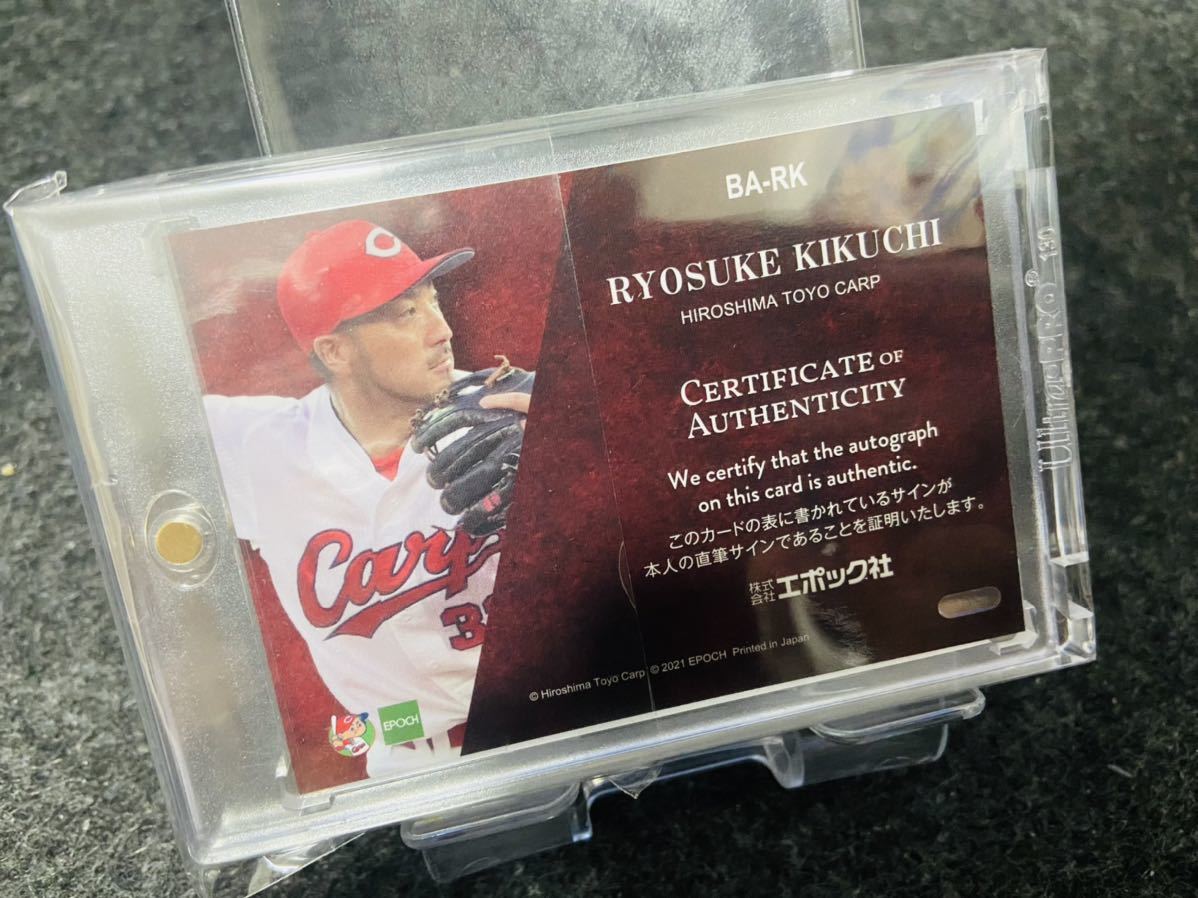 BA-RK
RYOSUKE KIKUCHI
HIROSHIMA TOYO CARP
CERTIFICATE OF
AUTHENTICITY
We certify that the autograph
on this card is authentic.
このカードの表に書かれているサインが
本人の直筆サインであることを証明いたします。
株式会社エポック社
© Hiroshima Toyo Carp © 2021 EPOCH Printed in Japan
C
Carp
3
EPOCH
Ultra PRO® 130